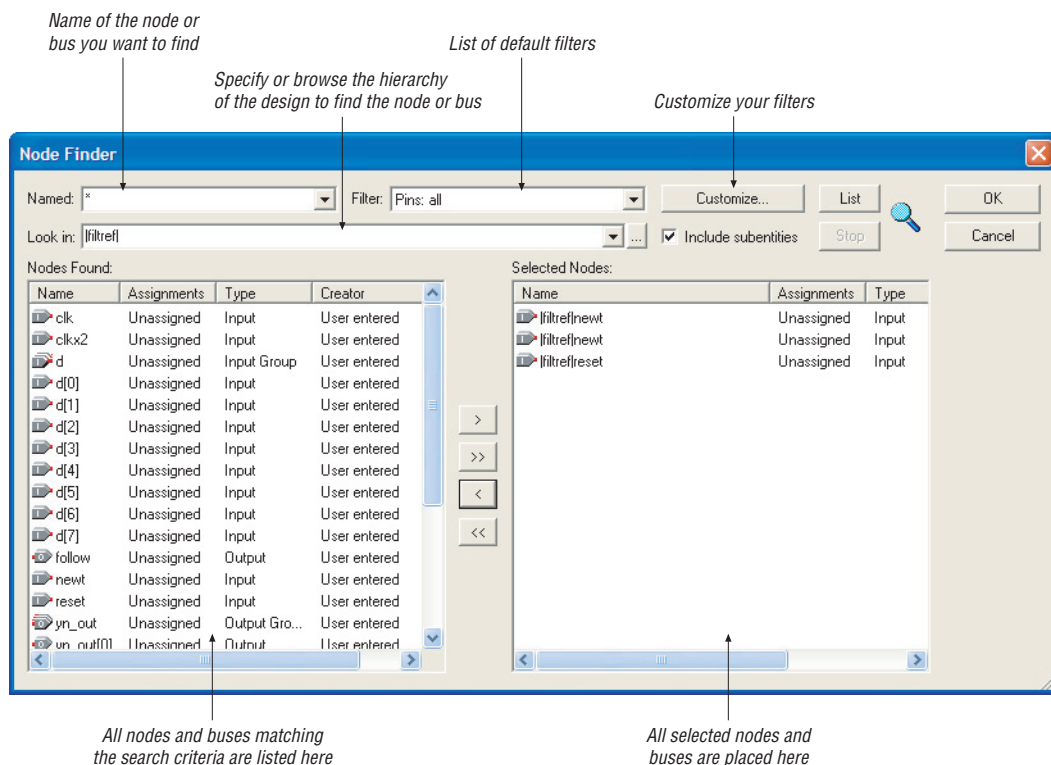 Name of the node or
bus you want to find
List of default filters
Specify or browse the hierarchy
of the design to find the node or bus
Customize your filters
Node Finder
Named: * Filter: Pins: all Customize... List OK
Look in: |filtref| ... Include subentities Stop Cancel
Nodes Found:
Name Assignments Type Creator
clk Unassigned Input User entered
clkx2 Unassigned Input User entered
d Unassigned Input Group User entered
d[0] Unassigned Input User entered
d[1] Unassigned Input User entered
d[2] Unassigned Input User entered
d[3] Unassigned Input User entered
d[4] Unassigned Input User entered
d[5] Unassigned Input User entered
d[6] Unassigned Input User entered
d[7] Unassigned Input User entered
follow Unassigned Output User entered
newt Unassigned Input User entered
reset Unassigned Input User entered
yn_out Unassigned Output Gro... User entered
yn_out[0] Unassigned Output User entered
>
>>
<
<<
Selected Nodes:
Name Assignments Type
|filtref|newt Unassigned Input
|filtref|newt Unassigned Input
|filtref|reset Unassigned Input
All nodes and buses matching
the search criteria are listed here
All selected nodes and
buses are placed here